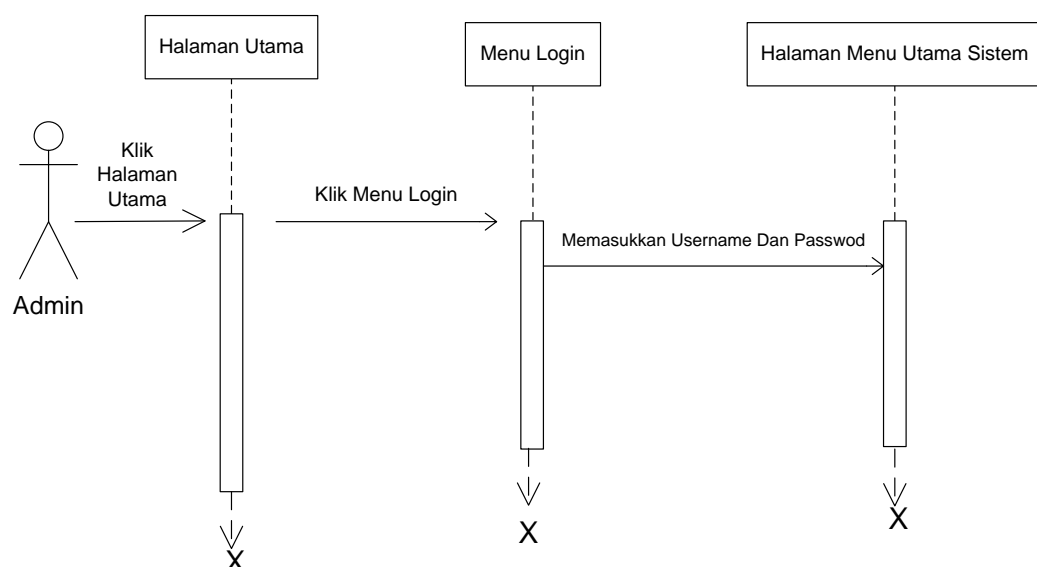 Halaman Utama
Menu Login
Halaman Menu Utama Sistem
Klik
Halaman
Utama
Klik Menu Login
Memasukkan Username Dan Passwod
Admin
X
X
X